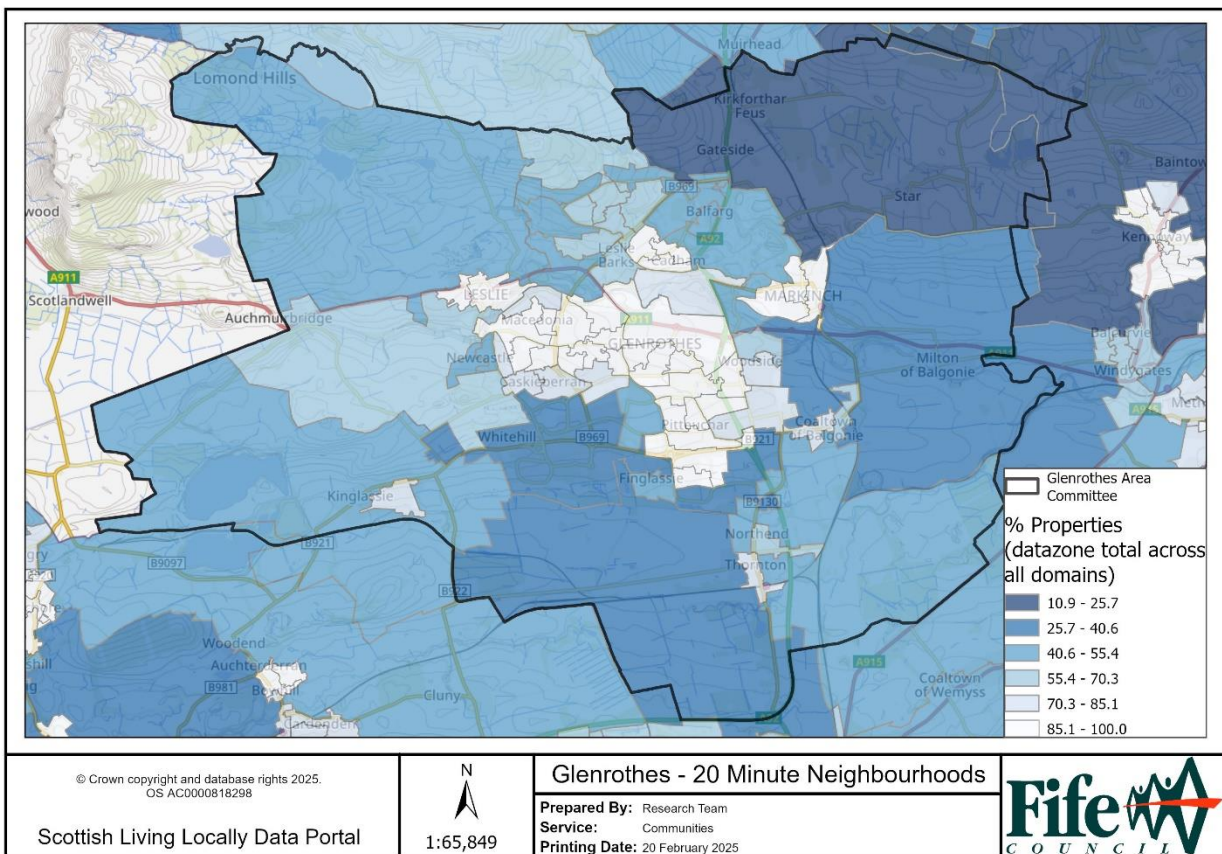 Lomond Hills
Muirhead
Kirkforthar
Feus
Gateside
Baintow
wood
Star
B969
Balfarg
Kennoway
A92
Leslie
Parks
Cadham
A911
Scotlandwell
LESLIE
MARKINCH
Auchmuirbridge
Macedonia
A911
GLENROTHES
Balcurvie
Newcastle
Woodside
Milton
of Balgonie
Windygates
Caskieberran
A915
Meth
Whitehill
B969
Pitteuchar
B921
Coaltown
of Balgonie
Finglassie
Kinglassie
B9130
Northend
B921
Thornton
B9097
B922
Woodend
Auchterderran
Bowhill
B981
Cluny
Cardenden
A915
Coaltown
of Wemyss
Glenrothes Area
Committee
% Properties
(datazone total across
all domains)
10.9 - 25.7
25.7 - 40.6
40.6 - 55.4
55.4 - 70.3
70.3 - 85.1
85.1 - 100.0
© Crown copyright and database rights 2025.
OS AC0000818298
Scottish Living Locally Data Portal
N
1:65,849
Glenrothes - 20 Minute Neighbourhoods
Prepared By: Research Team
Service: Communities
Printing Date: 20 February 2025
Fife
COUNCIL